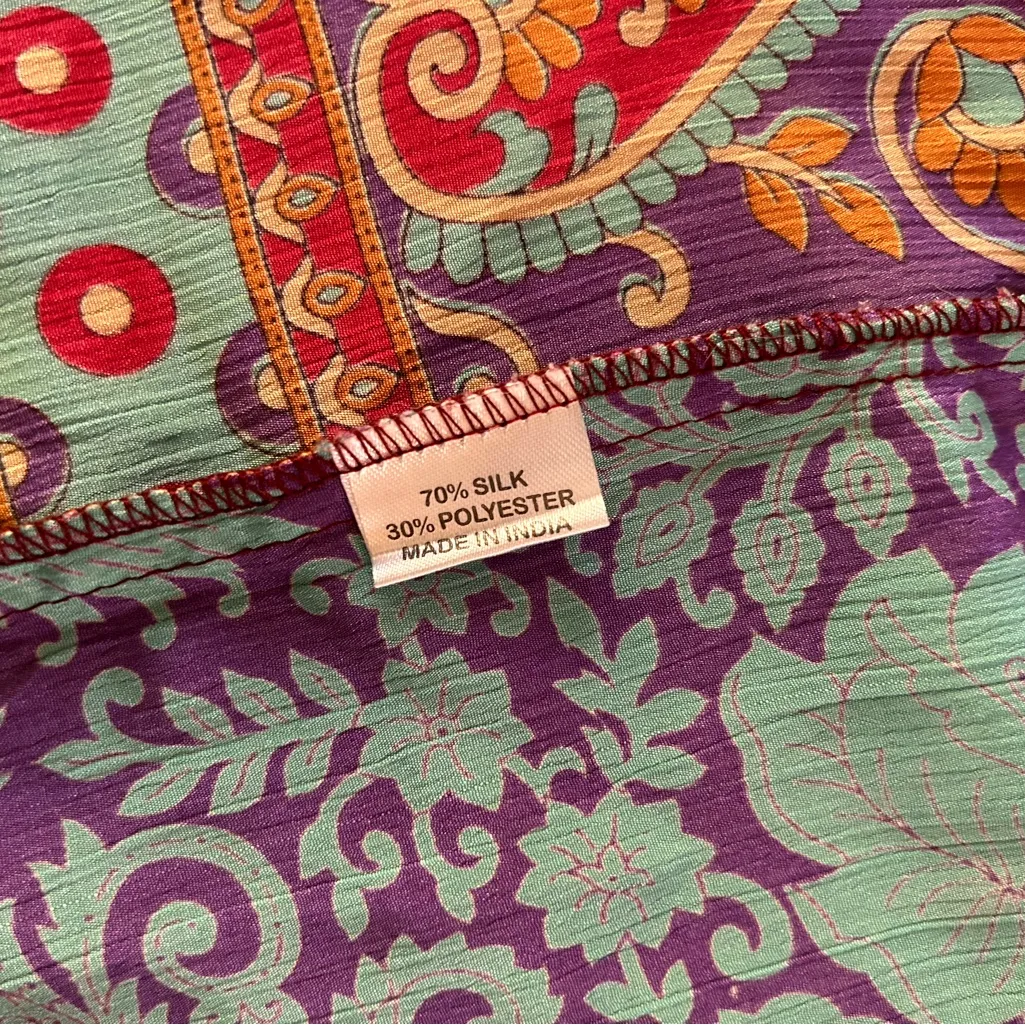 70% SILK
30% POLYESTER
MADE IN INDIA